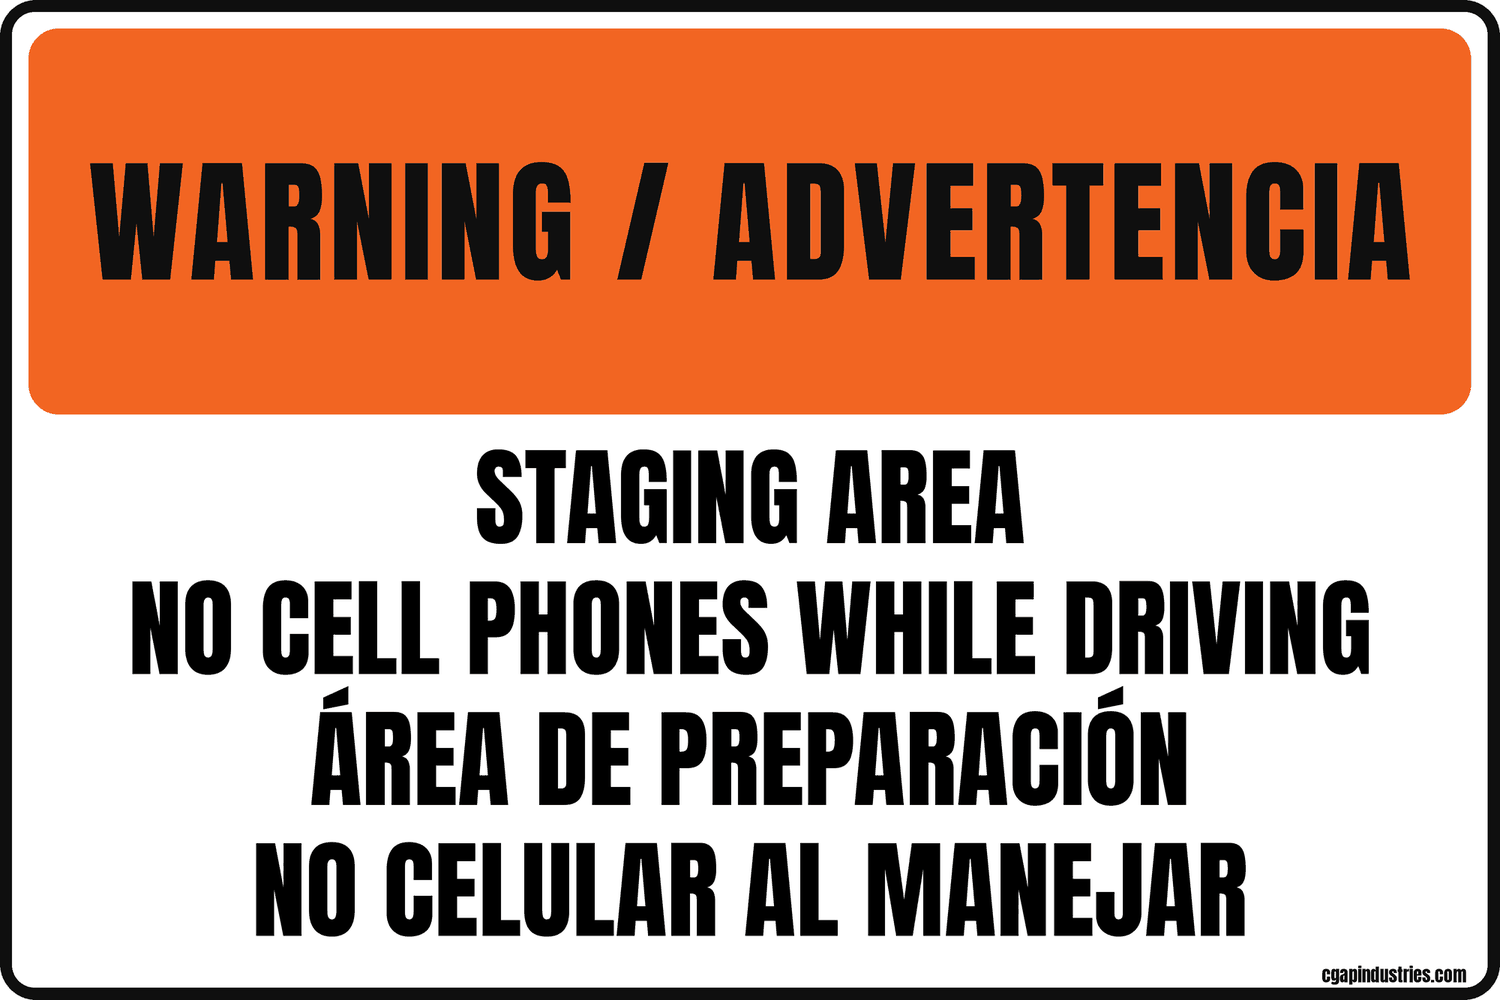 WARNING / ADVERTENCIA
STAGING AREA
NO CELL PHONES WHILE DRIVING
ÁREA DE PREPARACIÓN
NO CELULAR AL MANEJAR
cgapindustries.com